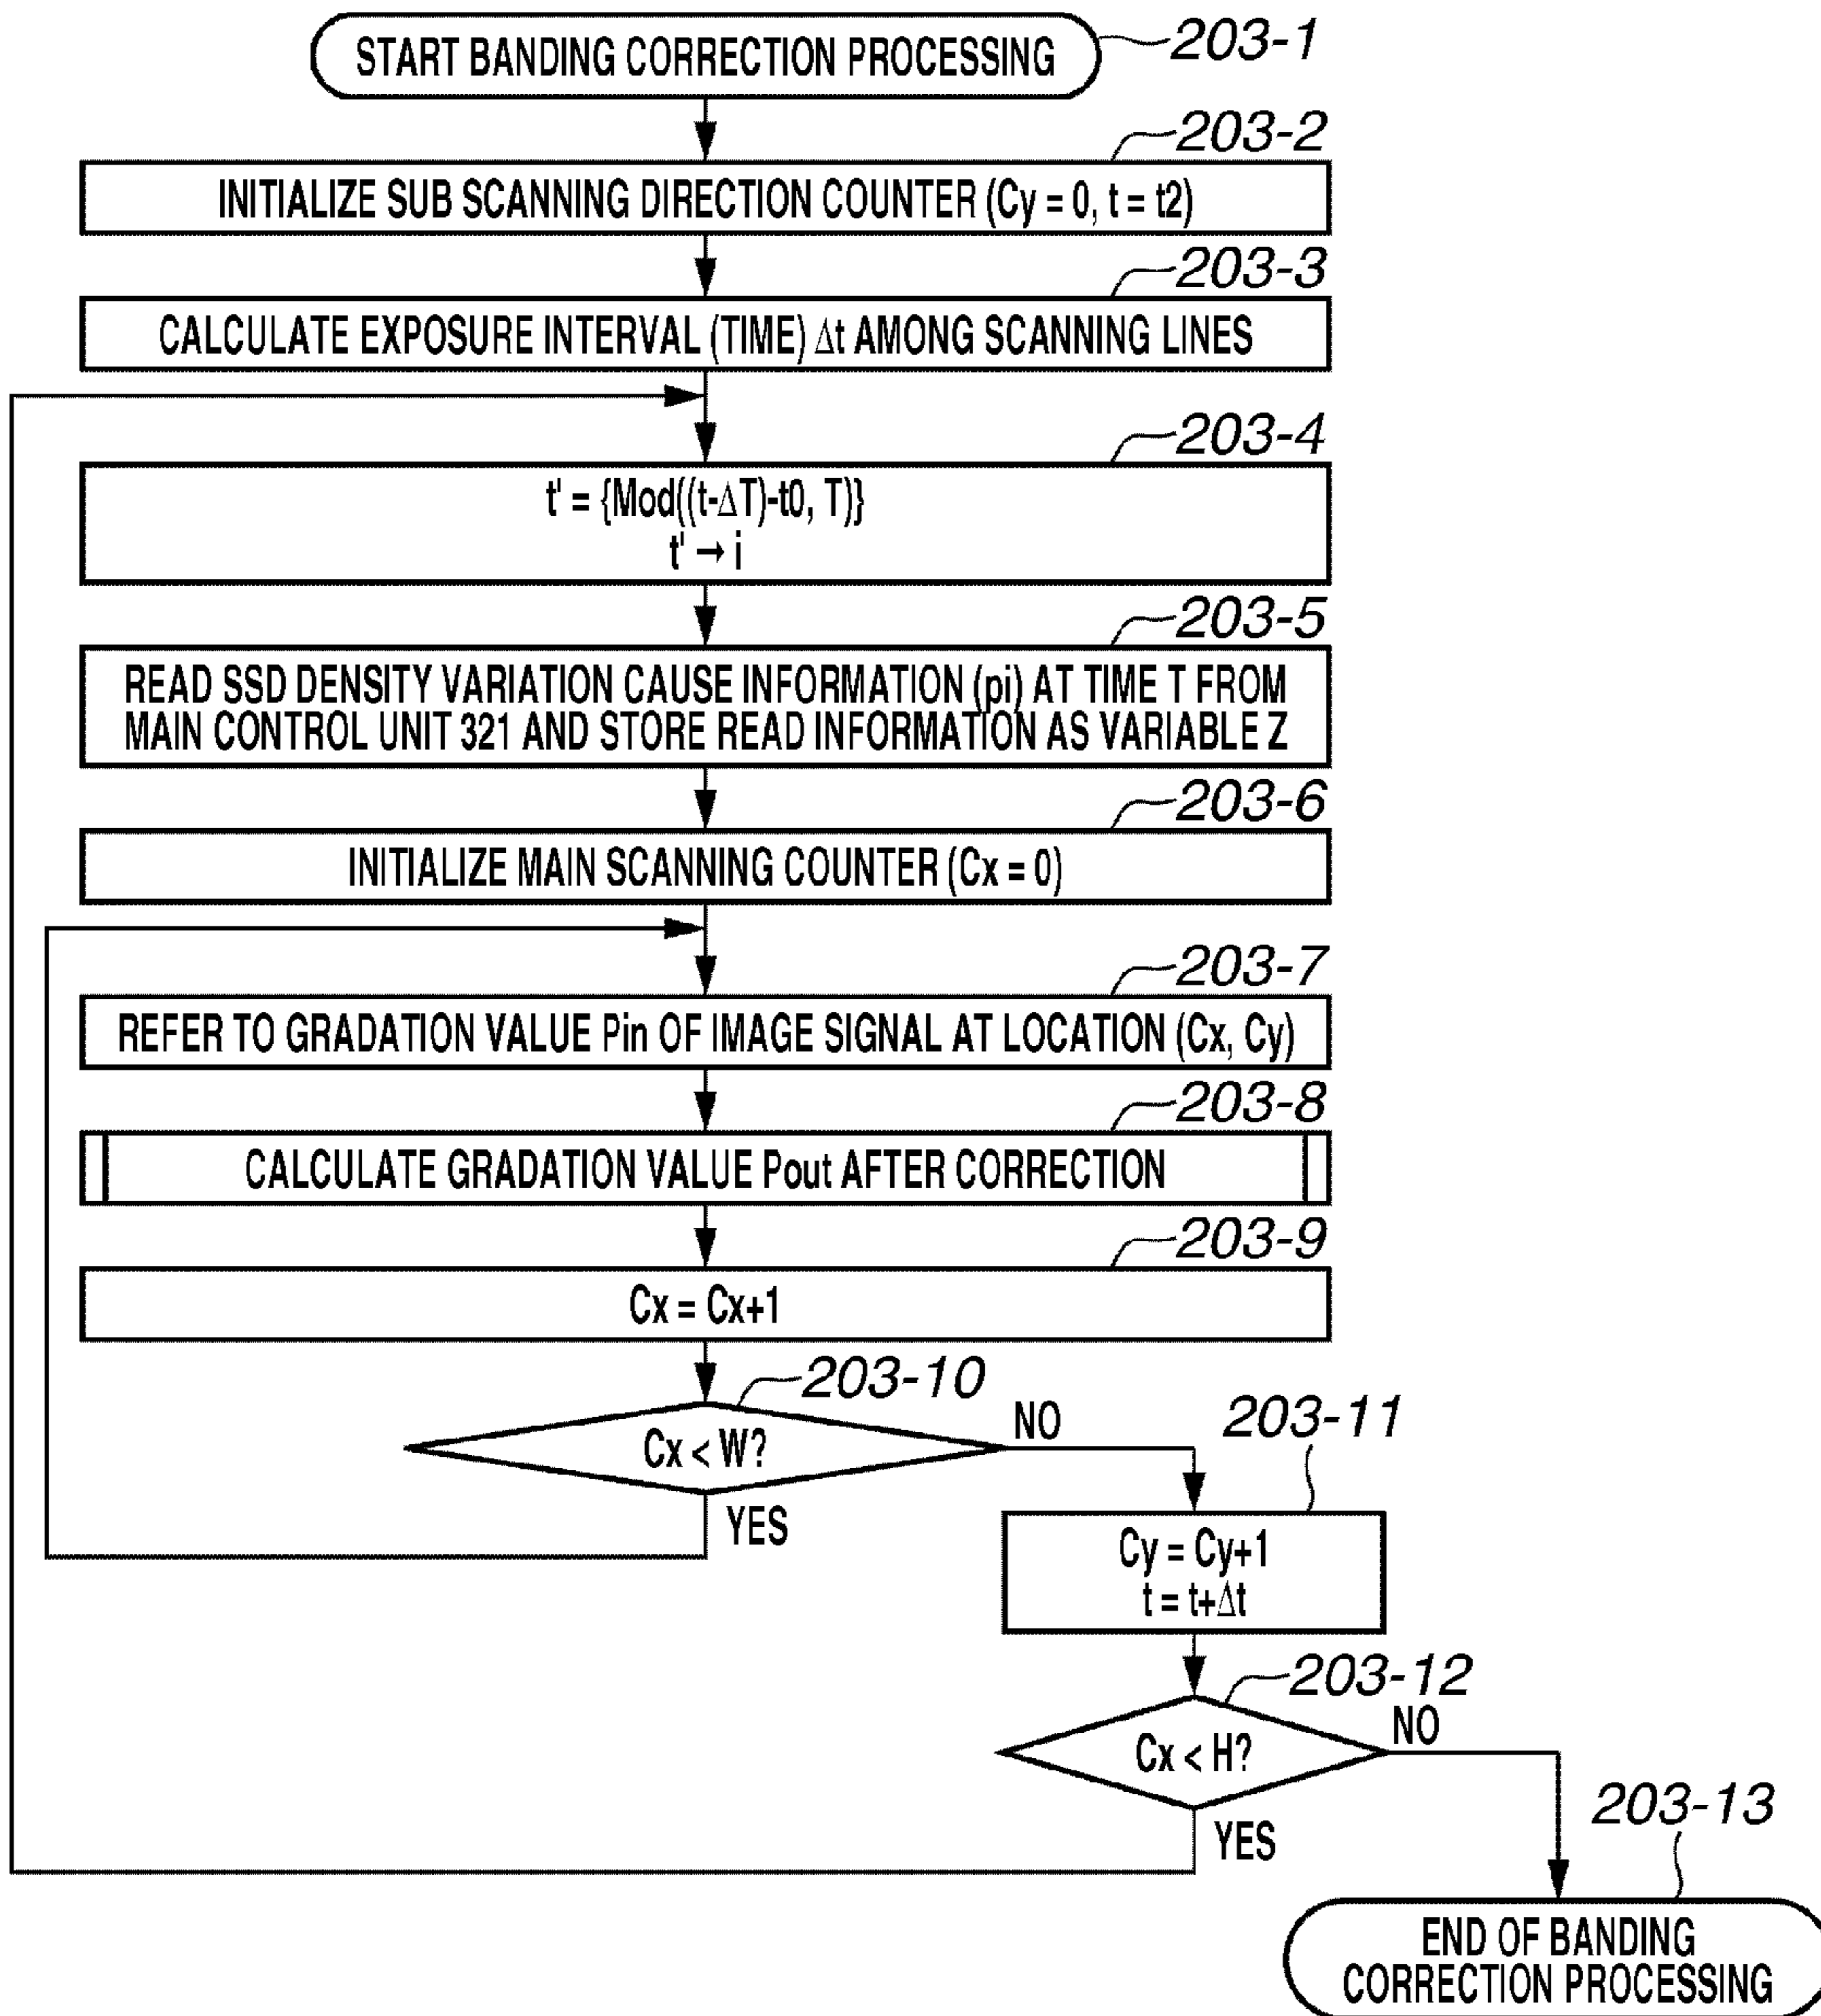 START BANDING CORRECTION PROCESSING
203-1
203-2
INITIALIZE SUB SCANNING DIRECTION COUNTER (Cy = 0, t = t2)
203-3
CALCULATE EXPOSURE INTERVAL (TIME) Δt AMONG SCANNING LINES
203-4
t' = {Mod((t-ΔT)-t0, T)}
t' → i
203-5
READ SSD DENSITY VARIATION CAUSE INFORMATION (pi) AT TIME T FROM
MAIN CONTROL UNIT 321 AND STORE READ INFORMATION AS VARIABLE Z
203-6
INITIALIZE MAIN SCANNING COUNTER (Cx = 0)
203-7
REFER TO GRADATION VALUE Pin OF IMAGE SIGNAL AT LOCATION (Cx, Cy)
203-8
CALCULATE GRADATION VALUE Pout AFTER CORRECTION
203-9
Cx = Cx+1
203-10
Cx < W?
NO
YES
203-11
Cy = Cy+1
t = t+Δt
203-12
Cx < H?
NO
YES
203-13
END OF BANDING
CORRECTION PROCESSING